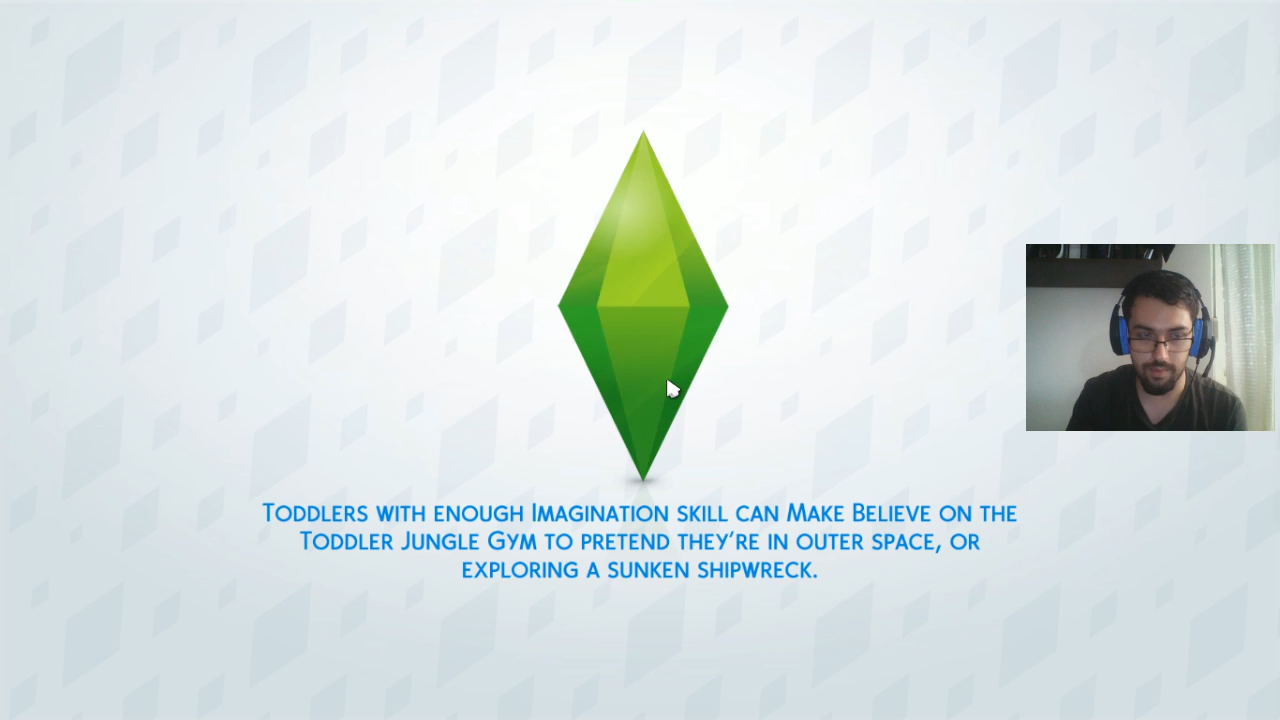 Toddlers with enough Imagination skill can Make Believe on the
Toddler Jungle Gym to pretend they're in outer space, or
exploring a sunken shipwreck.